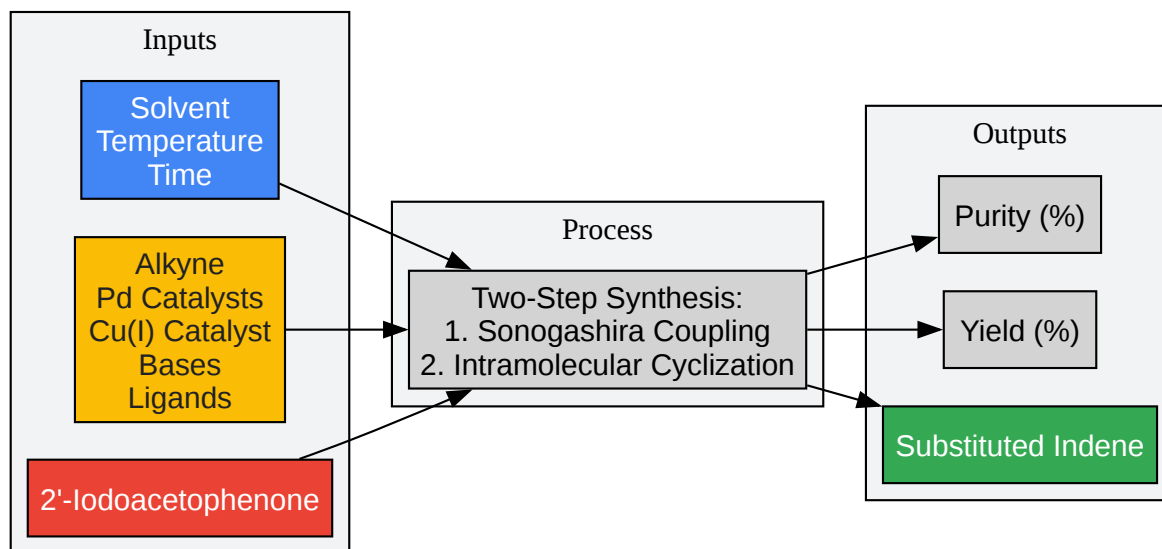 Inputs
Solvent
Temperature
Time
Alkyne
Pd Catalysts
Cu(I) Catalyst
Bases
Ligands
2'-Iodoacetophenone
Process
Two-Step Synthesis:
1. Sonogashira Coupling
2. Intramolecular Cyclization
Outputs
Purity (%)
Yield (%)
Substituted Indene